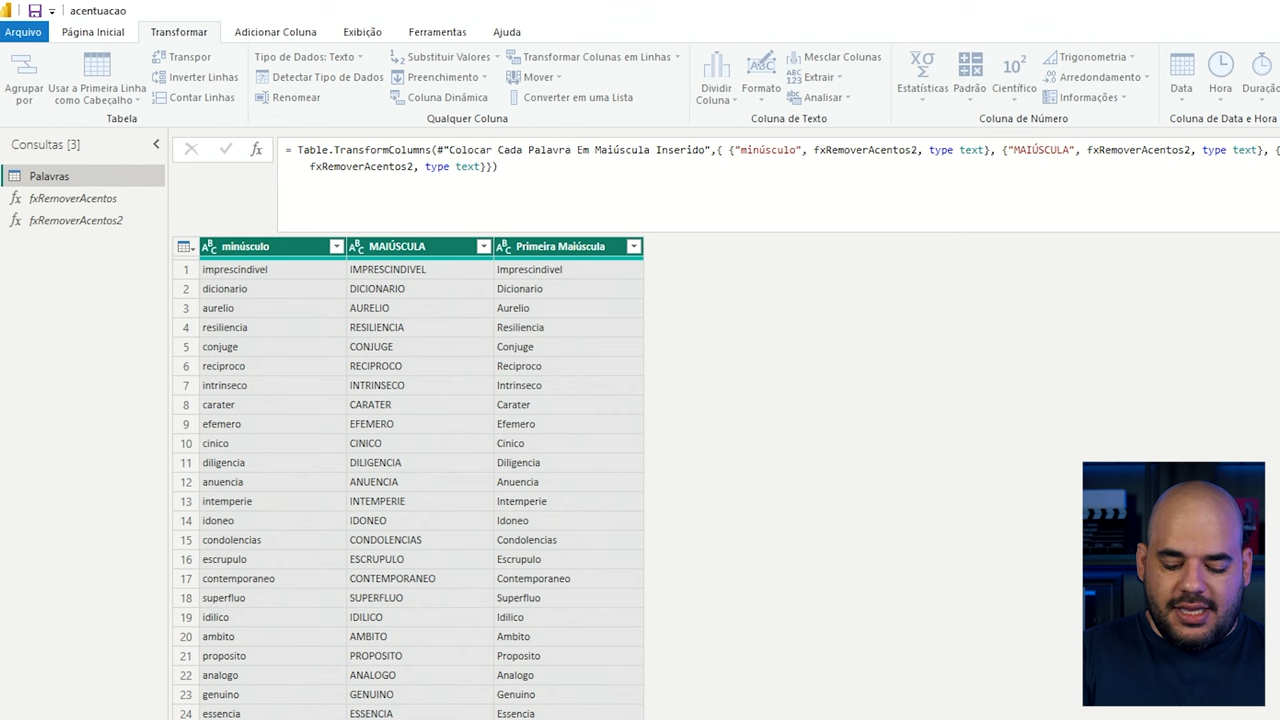 acentuacao
Arquivo Página Inicial Transformar Adicionar Coluna Exibição Ferramentas Ajuda
Agrupar por
Usar a Primeira Linha como Cabeçalho
Transpor
Inverter Linhas
Contar Linhas
Tabela
Tipo de Dados: Texto
Detectar Tipo de Dados
Renomear
Substituir Valores
Preenchimento
Coluna Dinâmica
Transformar Colunas em Linhas
Mover
Converter em uma Lista
Qualquer Coluna
Dividir Coluna
Formato
Mesclar Colunas
Extrair
Analisar
Coluna de Texto
Estatísticas
Padrão
Científico
Trigonometria
Arredondamento
Informações
Coluna de Número
Data
Hora
Duração
Coluna de Data e Hora
Consultas [3]
Palavras
fxRemoverAcentos
fxRemoverAcentos2
= Table.TransformColumns(#"Colocar Cada Palavra Em Maiúscula Inserido",{ {"minúsculo", fxRemoverAcentos2, type text}, {"MAIÚSCULA", fxRemoverAcentos2, type text}, {
fxRemoverAcentos2, type text}})
minúsculo MAIÚSCULA Primeira Maiúscula
1 imprescindivel IMPRESCINDIVEL Imprescindivel
2 dicionario DICIONARIO Dicionario
3 aurelio AURELIO Aurelio
4 resiliencia RESILIENCIA Resiliencia
5 conjuge CONJUGE Conjuge
6 reciproco RECIPROCO Reciproco
7 intrinseco INTRINSECO Intrinseco
8 carater CARATER Carater
9 efemero EFEMERO Efemero
10 cinico CINICO Cinico
11 diligencia DILIGENCIA Diligencia
12 anuencia ANUENCIA Anuencia
13 intemperie INTEMPERIE Intemperie
14 idoneo IDONEO Idoneo
15 condolencias CONDOLENCIAS Condolencias
16 escrupulo ESCRUPULO Escrupulo
17 contemporaneo CONTEMPORANEO Contemporaneo
18 superfluo SUPERFLUO Superfluo
19 idilico IDILICO Idilico
20 ambito AMBITO Ambito
21 proposito PROPOSITO Proposito
22 analogo ANALOGO Analogo
23 genuino GENUINO Genuino
24 essencia ESSENCIA Essencia